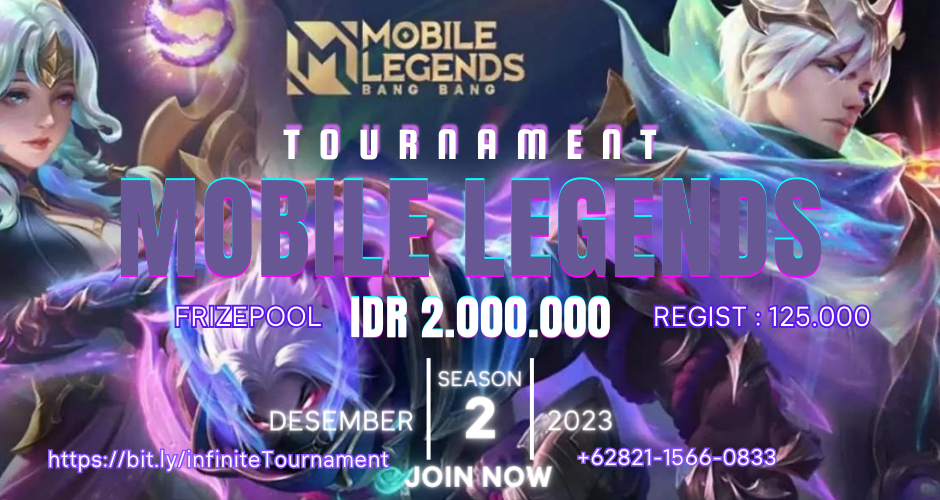 MOBILE
LEGENDS
BANG BANG
TOURNAMENT
MOBILE LEGENDS
FRIZEPOOL IDR 2.000.000 REGIST : 125.000
SEASON
DESEMBER 2 2023
https://bit.ly/infiniteTournament +62821-1566-0833
JOIN NOW